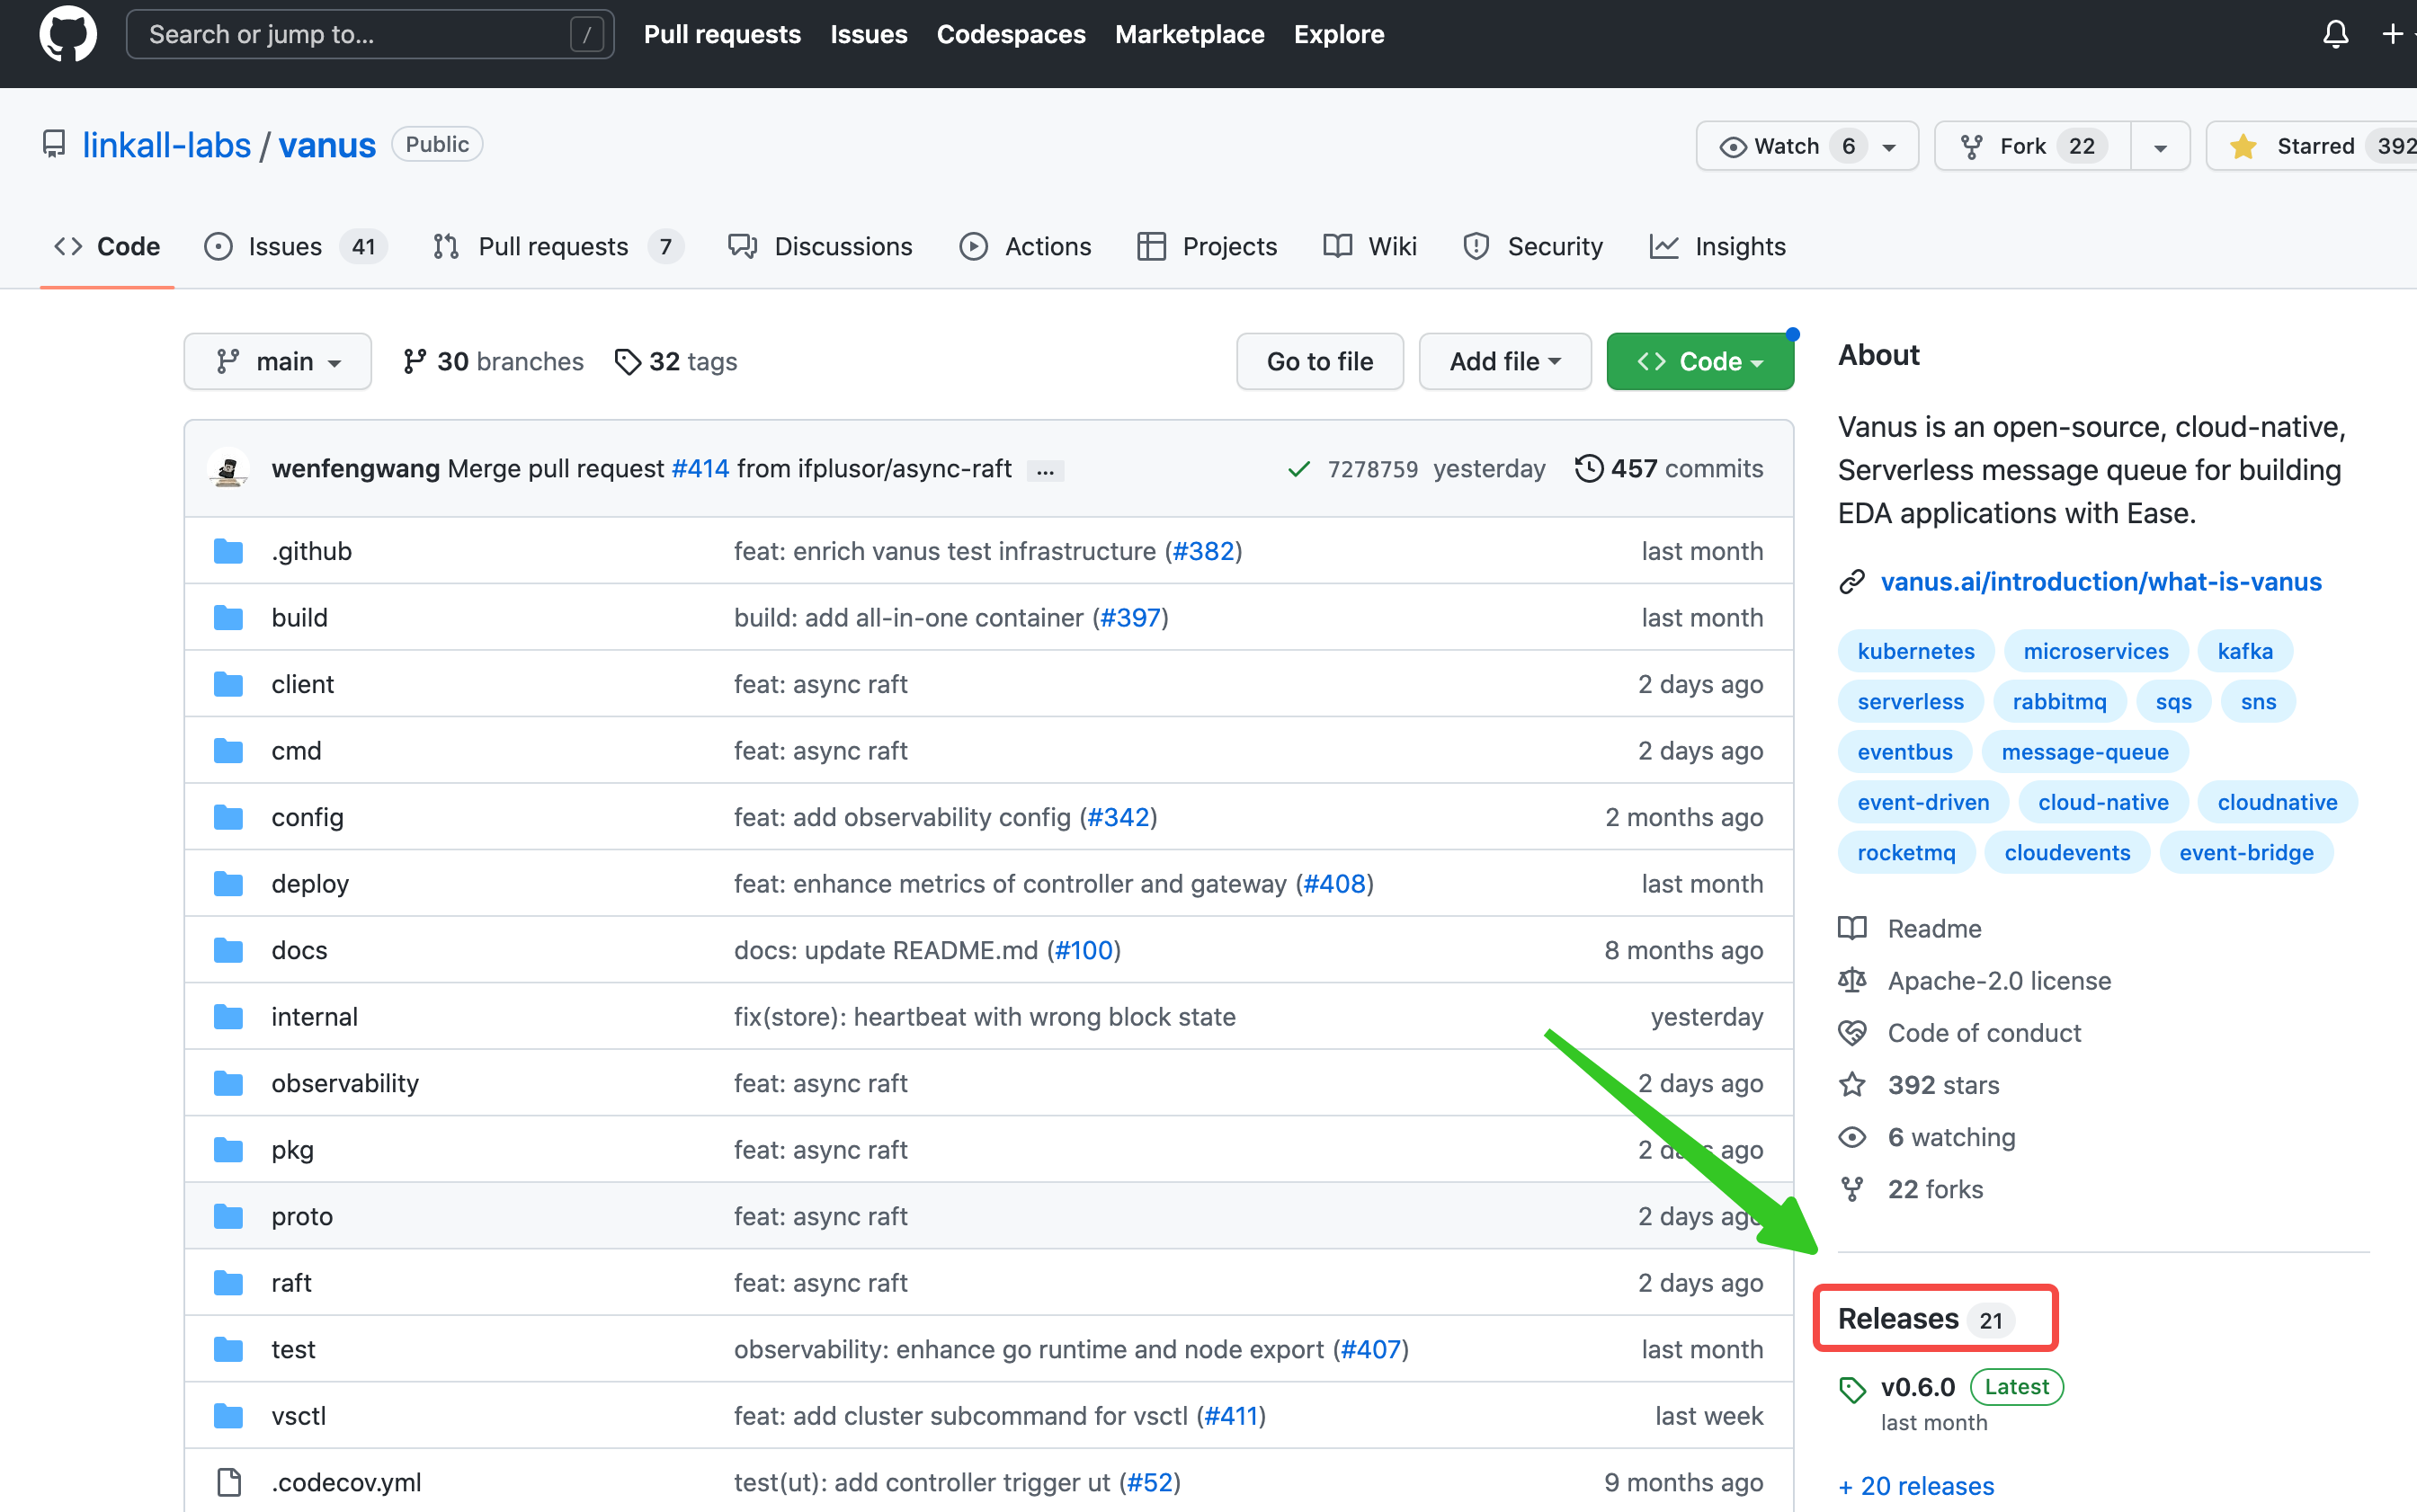 Search or jump to... /
Pull requests Issues Codespaces Marketplace Explore
linkall-labs / vanus Public
Watch 6 Fork 22 Starred 392
Code Issues 41 Pull requests 7 Discussions Actions Projects Wiki Security Insights
main 30 branches 32 tags Go to file Add file Code
wenfengwang Merge pull request #414 from ifplusor/async-raft ... 7278759 yesterday 457 commits
.github feat: enrich vanus test infrastructure (#382) last month
build build: add all-in-one container (#397) last month
client feat: async raft 2 days ago
cmd feat: async raft 2 days ago
config feat: add observability config (#342) 2 months ago
deploy feat: enhance metrics of controller and gateway (#408) last month
docs docs: update README.md (#100) 8 months ago
internal fix(store): heartbeat with wrong block state yesterday
observability feat: async raft 2 days ago
pkg feat: async raft 2 days ago
proto feat: async raft 2 days ago
raft feat: async raft 2 days ago
test observability: enhance go runtime and node export (#407) last month
vsctl feat: add cluster subcommand for vsctl (#411) last week
.codecov.yml test(ut): add controller trigger ut (#52) 9 months ago
About
Vanus is an open-source, cloud-native,
Serverless message queue for building
EDA applications with Ease.
vanus.ai/introduction/what-is-vanus
kubernetes microservices kafka
serverless rabbitmq sqs sns
eventbus message-queue
event-driven cloud-native cloudnative
rocketmq cloudevents event-bridge
Readme
Apache-2.0 license
Code of conduct
392 stars
6 watching
22 forks
Releases 21
v0.6.0 Latest
last month
+ 20 releases